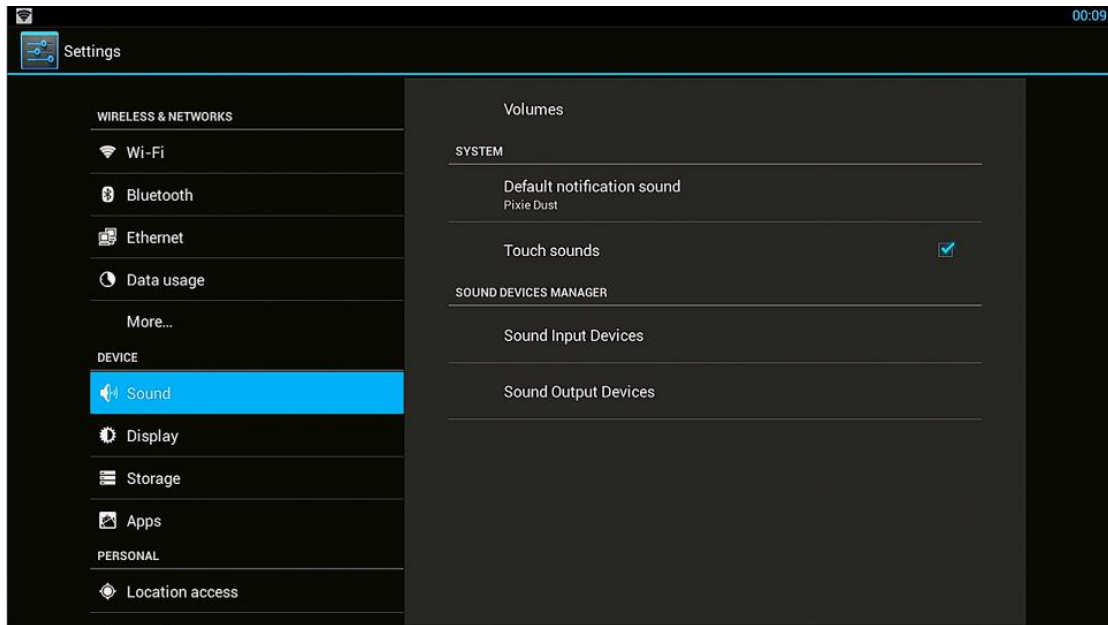 00:09
Settings
WIRELESS & NETWORKS
Wi-Fi
Bluetooth
Ethernet
Data usage
More...
DEVICE
Sound
Display
Storage
Apps
PERSONAL
Location access
Volumes
SYSTEM
Default notification sound
Pixie Dust
Touch sounds
SOUND DEVICES MANAGER
Sound Input Devices
Sound Output Devices